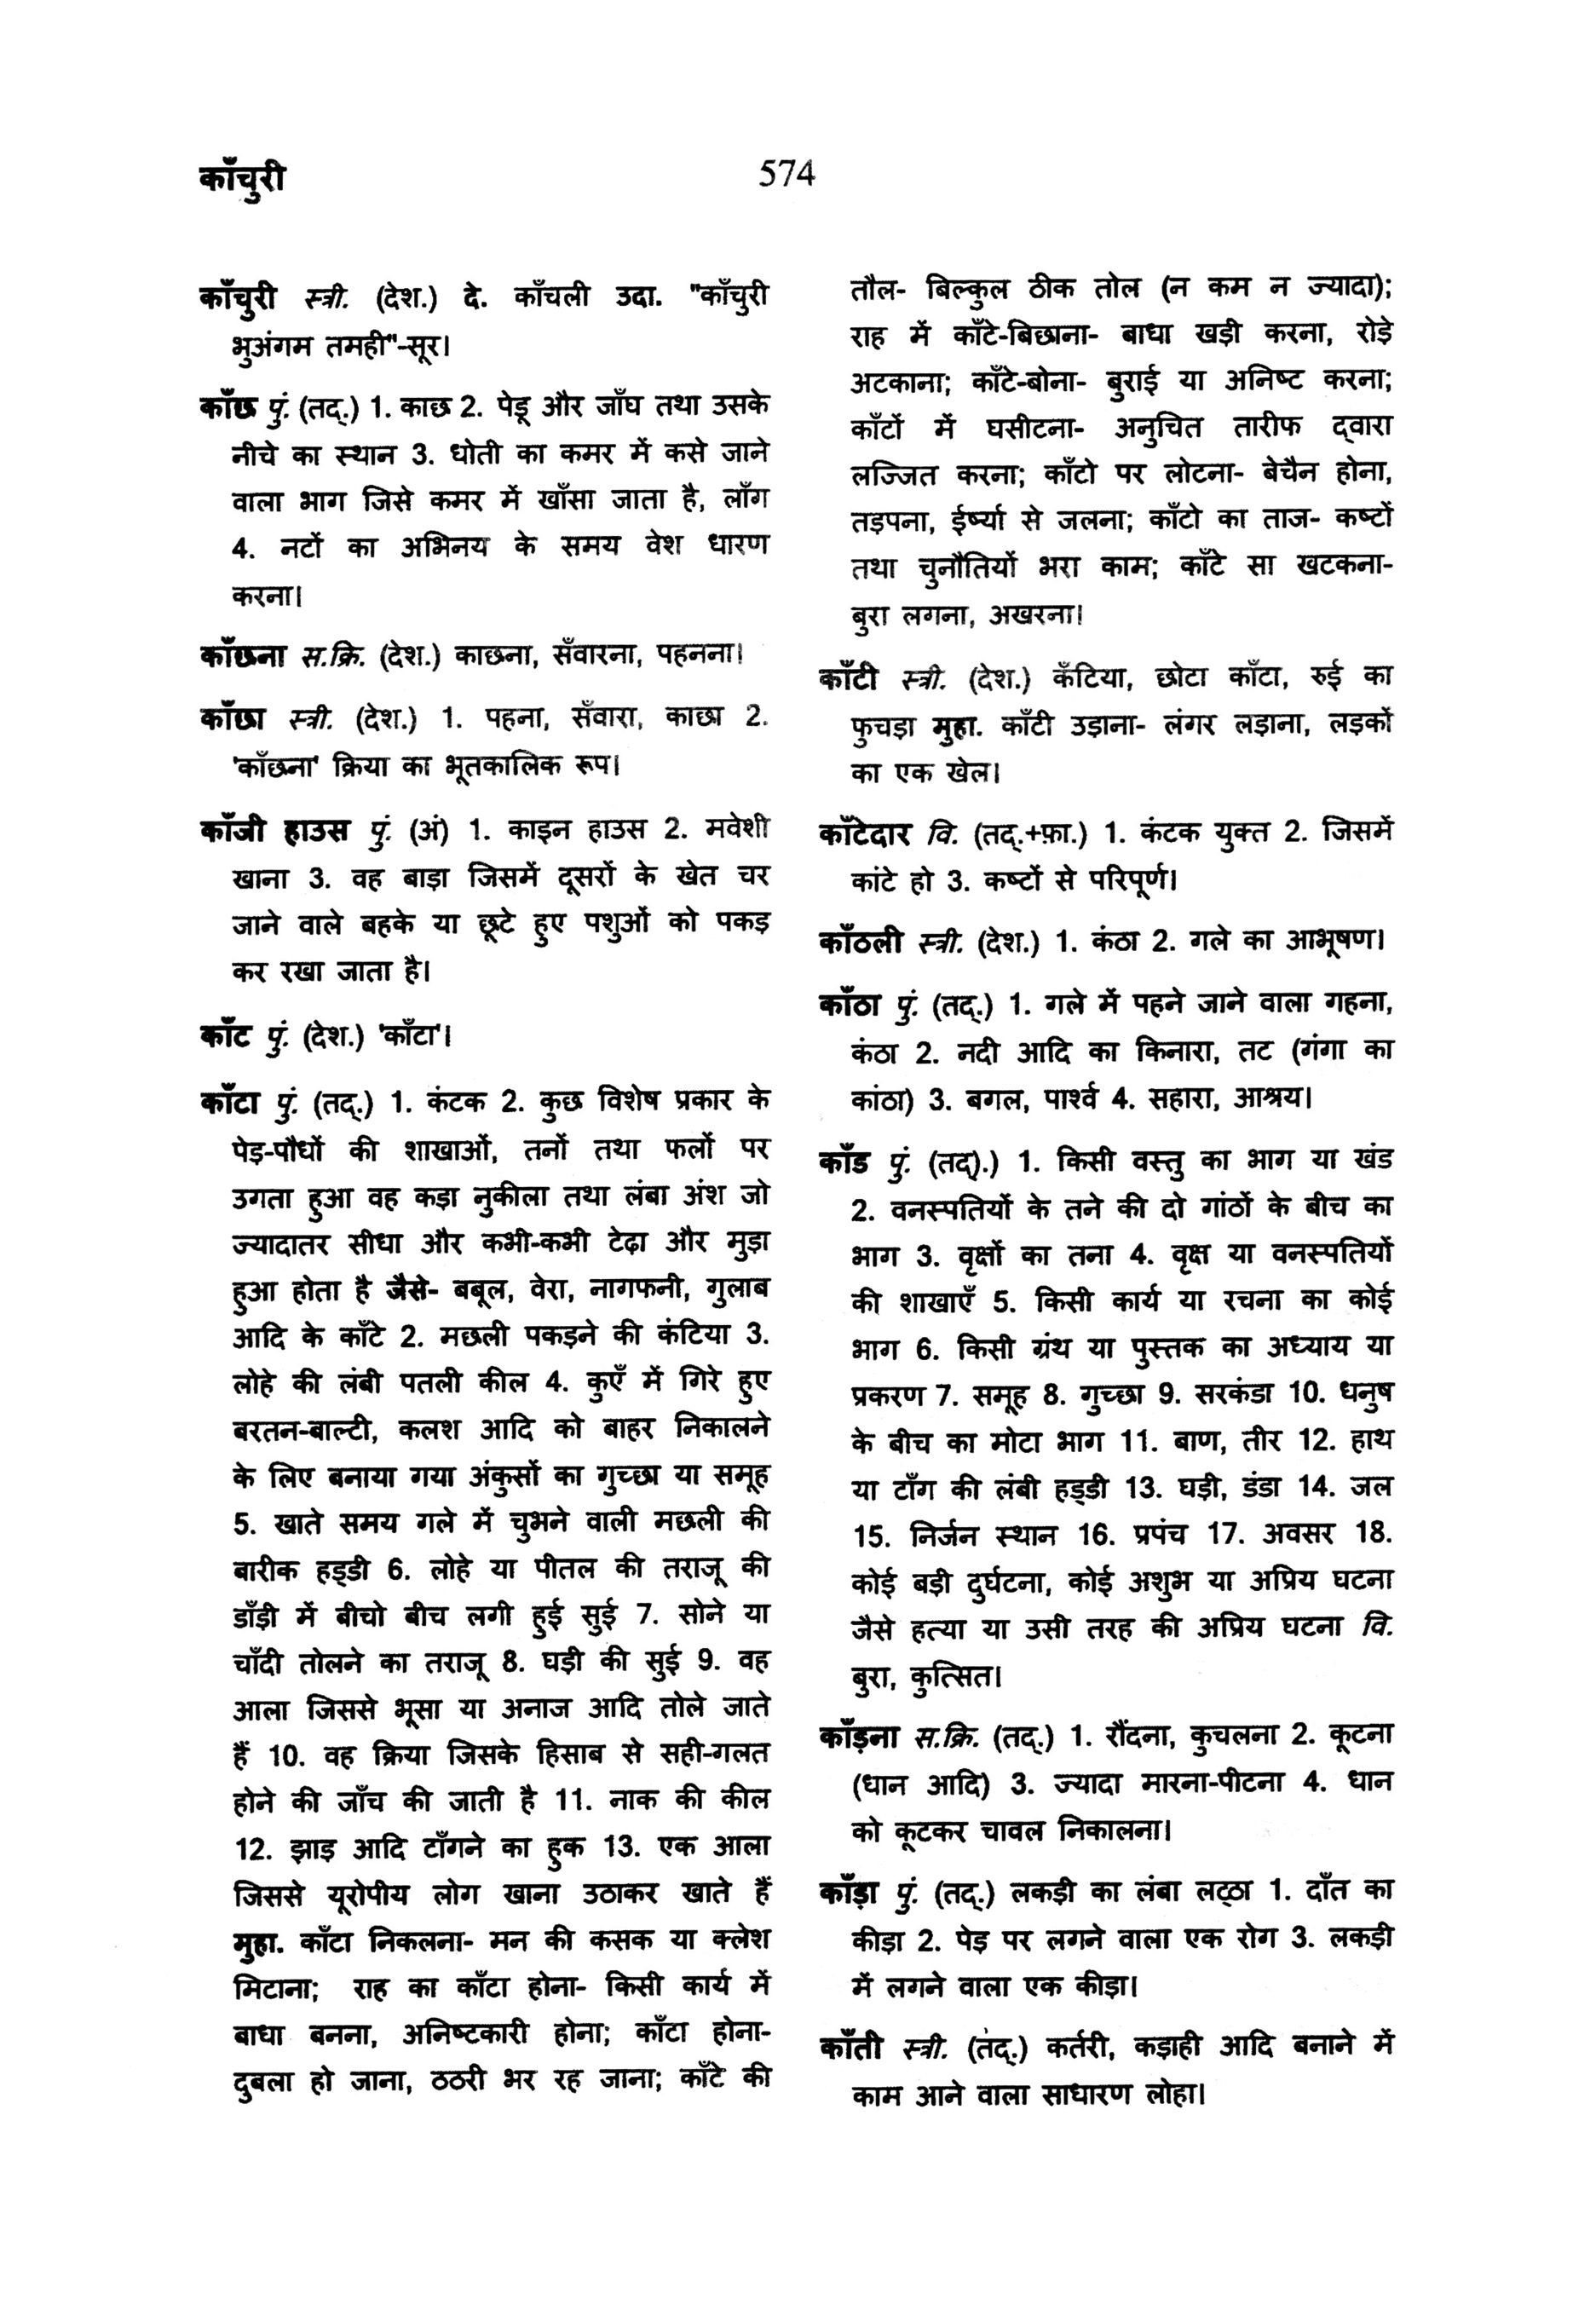 काँचुरी
574
काँचुरी स्त्री. (देश.) दे. काँचली उदा. "काँचुरी
भुअंगम तमही"-सूर।
काँछ पुं. (तद्.) 1. काछ 2. पेडू और जाँघ तथा उसके
नीचे का स्थान 3. धोती का कमर में कसे जाने
वाला भाग जिसे कमर में खाँसा जाता है, लाँग
4. नटों का अभिनय के समय वेश धारण
करना।
काँछना स.क्रि. (देश.) काछना, सँवारना, पहनना।
काँछा स्त्री. (देश.) 1. पहना, सँवारा, काछा 2.
'काँछना' क्रिया का भूतकालिक रूप।
काँजी हाउस पुं. (अं) 1. काइन हाउस 2. मवेशी
खाना 3. वह बाड़ा जिसमें दूसरों के खेत चर
जाने वाले बहके या छूटे हुए पशुओं को पकड़
कर रखा जाता है।
काँट पुं. (देश.) 'काँटा'।
काँटा पुं. (तद्.) 1. कंटक 2. कुछ विशेष प्रकार के
पेड़-पौधों की शाखाओं, तनों तथा फलों पर
उगता हुआ वह कड़ा नुकीला तथा लंबा अंश जो
ज्यादातर सीधा और कभी-कभी टेढ़ा और मुड़ा
हुआ होता है जैसे- बबूल, वेरा, नागफनी, गुलाब
आदि के काँटे 2. मछली पकड़ने की कंटिया 3.
लोहे की लंबी पतली कील 4. कुएँ में गिरे हुए
बरतन-बाल्टी, कलश आदि को बाहर निकालने
के लिए बनाया गया अंकुसों का गुच्छा या समूह
5. खाते समय गले में चुभने वाली मछली की
बारीक हड्डी 6. लोहे या पीतल की तराजू की
डाँड़ी में बीचो बीच लगी हुई सुई 7. सोने या
चाँदी तोलने का तराजू 8. घड़ी की सुई 9. वह
आला जिससे भूसा या अनाज आदि तोले जाते
हैं 10. वह क्रिया जिसके हिसाब से सही-गलत
होने की जाँच की जाती है 11. नाक की कील
12. झाड़ आदि टाँगने का हुक 13. एक आला
जिससे यूरोपीय लोग खाना उठाकर खाते हैं
मुहा. काँटा निकलना- मन की कसक या क्लेश
मिटाना; राह का काँटा होना- किसी कार्य में
बाधा बनना, अनिष्टकारी होना; काँटा होना-
दुबला हो जाना, ठठरी भर रह जाना; काँटे की
तौल- बिल्कुल ठीक तोल (न कम न ज्यादा);
राह में काँटे-बिछाना- बाधा खड़ी करना, रोड़े
अटकाना; काँटे-बोना- बुराई या अनिष्ट करना;
काँटों में घसीटना- अनुचित तारीफ द्वारा
लज्जित करना; काँटो पर लोटना- बेचैन होना,
तड़पना, ईर्ष्या से जलना; काँटो का ताज- कष्टों
तथा चुनौतियों भरा काम; काँटे सा खटकना-
बुरा लगना, अखरना।
काँटी स्त्री. (देश.) कँटिया, छोटा काँटा, रुई का
फुचड़ा मुहा. काँटी उड़ाना- लंगर लड़ाना, लड़कों
का एक खेल।
काँटेदार वि. (तद्.+फ़ा.) 1. कंटक युक्त 2. जिसमें
कांटे हो 3. कष्टों से परिपूर्ण।
काँठली स्त्री. (देश.) 1. कंठा 2. गले का आभूषण।
काँठा पुं. (तद्.) 1. गले में पहने जाने वाला गहना,
कंठा 2. नदी आदि का किनारा, तट (गंगा का
कांठा) 3. बगल, पार्श्व 4. सहारा, आश्रय।
काँड पुं. (तद्).) 1. किसी वस्तु का भाग या खंड
2. वनस्पतियों के तने की दो गांठों के बीच का
भाग 3. वृक्षों का तना 4. वृक्ष या वनस्पतियों
की शाखाएँ 5. किसी कार्य या रचना का कोई
भाग 6. किसी ग्रंथ या पुस्तक का अध्याय या
प्रकरण 7. समूह 8. गुच्छा 9. सरकंडा 10. धनुष
के बीच का मोटा भाग 11. बाण, तीर 12. हाथ
या टाँग की लंबी हड्डी 13. घड़ी, डंडा 14. जल
15. निर्जन स्थान 16. प्रपंच 17. अवसर 18.
कोई बड़ी दुर्घटना, कोई अशुभ या अप्रिय घटना
जैसे हत्या या उसी तरह की अप्रिय घटना वि.
बुरा, कुत्सित।
काँड़ना स.क्रि. (तद्.) 1. रौंदना, कुचलना 2. कूटना
(धान आदि) 3. ज्यादा मारना-पीटना 4. धान
को कूटकर चावल निकालना।
काँड़ा पुं. (तद्.) लकड़ी का लंबा लट्ठा 1. दाँत का
कीड़ा 2. पेड़ पर लगने वाला एक रोग 3. लकड़ी
में लगने वाला एक कीड़ा।
काँती स्त्री. (तद्.) कर्तरी, कड़ाही आदि बनाने में
काम आने वाला साधारण लोहा।